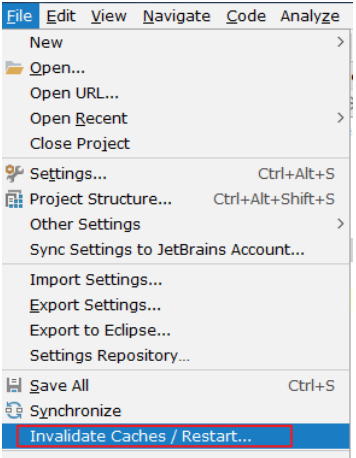 File Edit View Navigate Code Analyze
New
Open...
Open URL...
Open Recent
Close Project
Settings... Ctrl+Alt+S
Project Structure... Ctrl+Alt+Shift+S
Other Settings
Sync Settings to JetBrains Account...
Import Settings...
Export Settings...
Export to Eclipse...
Settings Repository...
Save All Ctrl+S
Synchronize
Invalidate Caches / Restart...